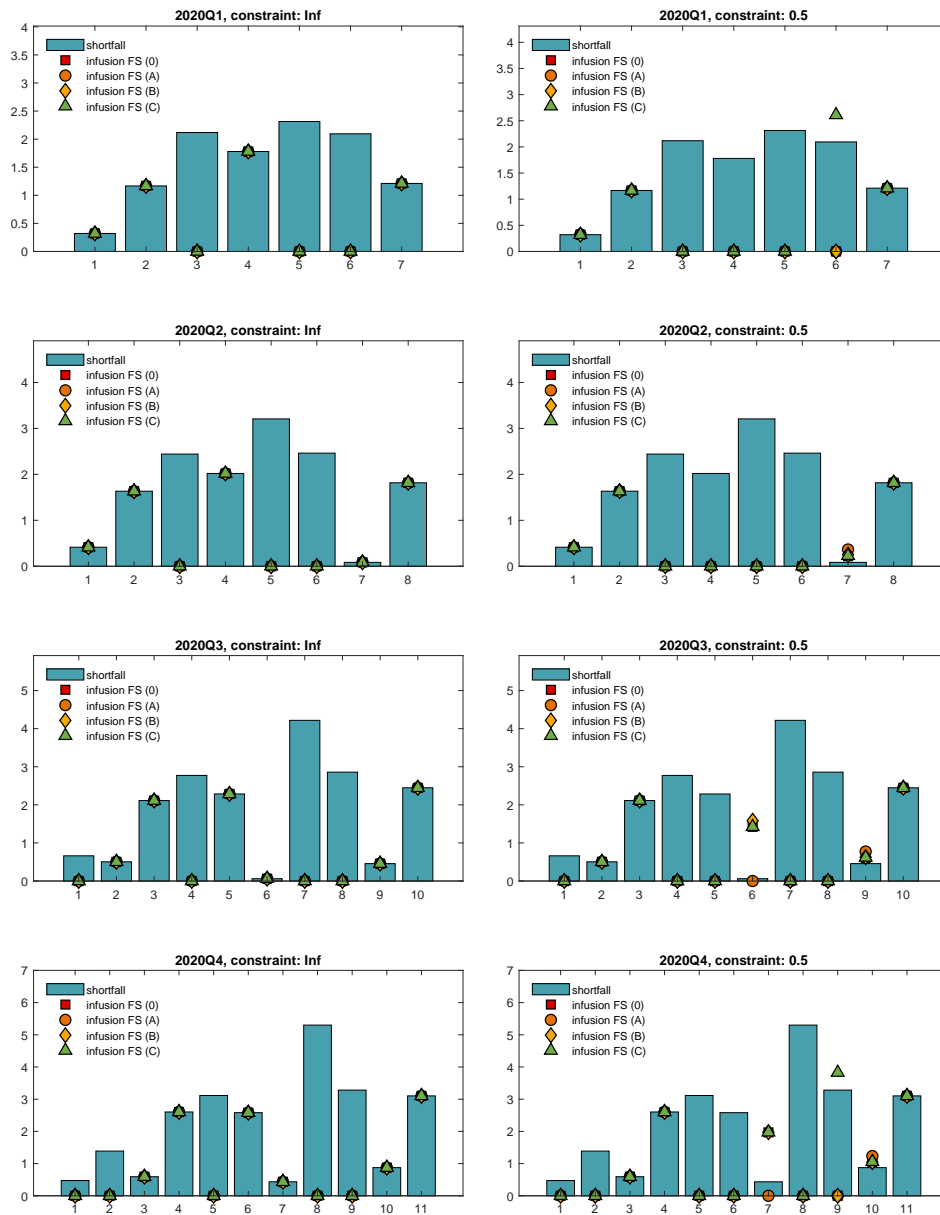 2020Q1, constraint: Inf
4
3.5
3
2.5
2
1.5
1
0.5
0
shortfall
infusion FS (0)
infusion FS (A)
infusion FS (B)
infusion FS (C)
1 2 3 4 5 6 7
2020Q1, constraint: 0.5
4
3.5
3
2.5
2
1.5
1
0.5
0
shortfall
infusion FS (0)
infusion FS (A)
infusion FS (B)
infusion FS (C)
1 2 3 4 5 6 7
2020Q2, constraint: Inf
4
3
2
1
0
shortfall
infusion FS (0)
infusion FS (A)
infusion FS (B)
infusion FS (C)
1 2 3 4 5 6 7 8
2020Q2, constraint: 0.5
4
3
2
1
0
shortfall
infusion FS (0)
infusion FS (A)
infusion FS (B)
infusion FS (C)
1 2 3 4 5 6 7 8
2020Q3, constraint: Inf
5
4
3
2
1
0
shortfall
infusion FS (0)
infusion FS (A)
infusion FS (B)
infusion FS (C)
1 2 3 4 5 6 7 8 9 10
2020Q3, constraint: 0.5
5
4
3
2
1
0
shortfall
infusion FS (0)
infusion FS (A)
infusion FS (B)
infusion FS (C)
1 2 3 4 5 6 7 8 9 10
2020Q4, constraint: Inf
7
6
5
4
3
2
1
0
shortfall
infusion FS (0)
infusion FS (A)
infusion FS (B)
infusion FS (C)
1 2 3 4 5 6 7 8 9 10 11
2020Q4, constraint: 0.5
7
6
5
4
3
2
1
0
shortfall
infusion FS (0)
infusion FS (A)
infusion FS (B)
infusion FS (C)
1 2 3 4 5 6 7 8 9 10 11